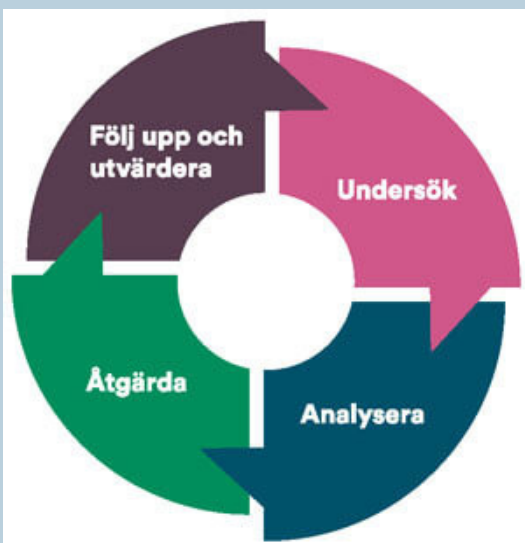 Följ upp och
utvärdera
Undersök
Åtgärda
Analysera